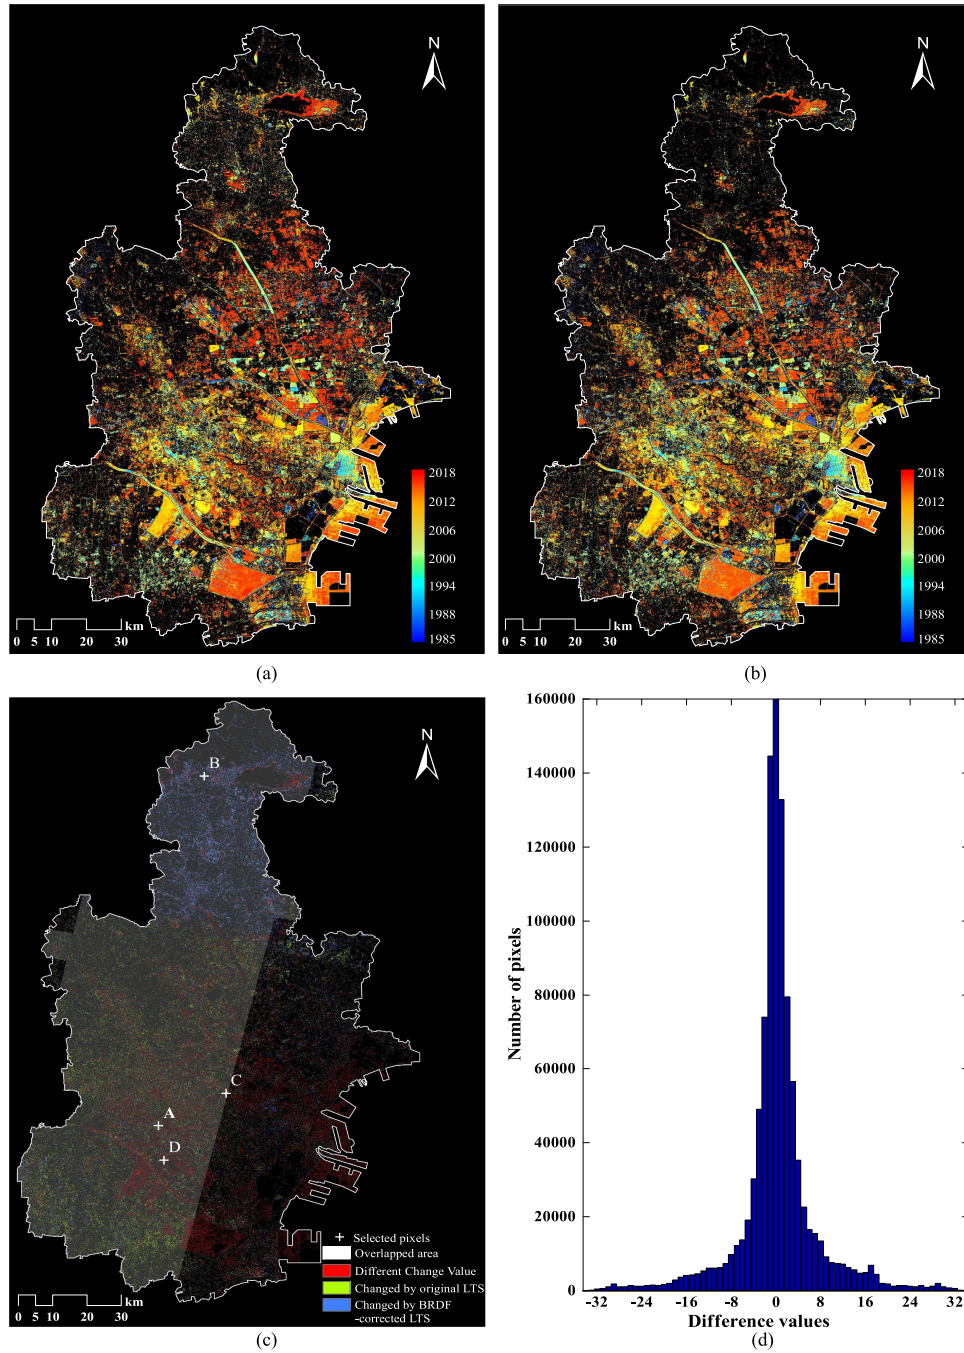 N
2018
2012
2006
2000
1994
1988
1985
km
0 5 10 20 30
(a)
N
2018
2012
2006
2000
1994
1988
1985
km
0 5 10 20 30
(b)
N
B
C
A
D
Selected pixels
Overlapped area
Different Change Value
Changed by original LTS
Changed by BRDF
-corrected LTS
km
0 5 10 20 30
(c)
160000
140000
120000
100000
80000
60000
40000
20000
0
Number of pixels
-32 -24 -16 -8 0 8 16 24 32
Difference values
(d)